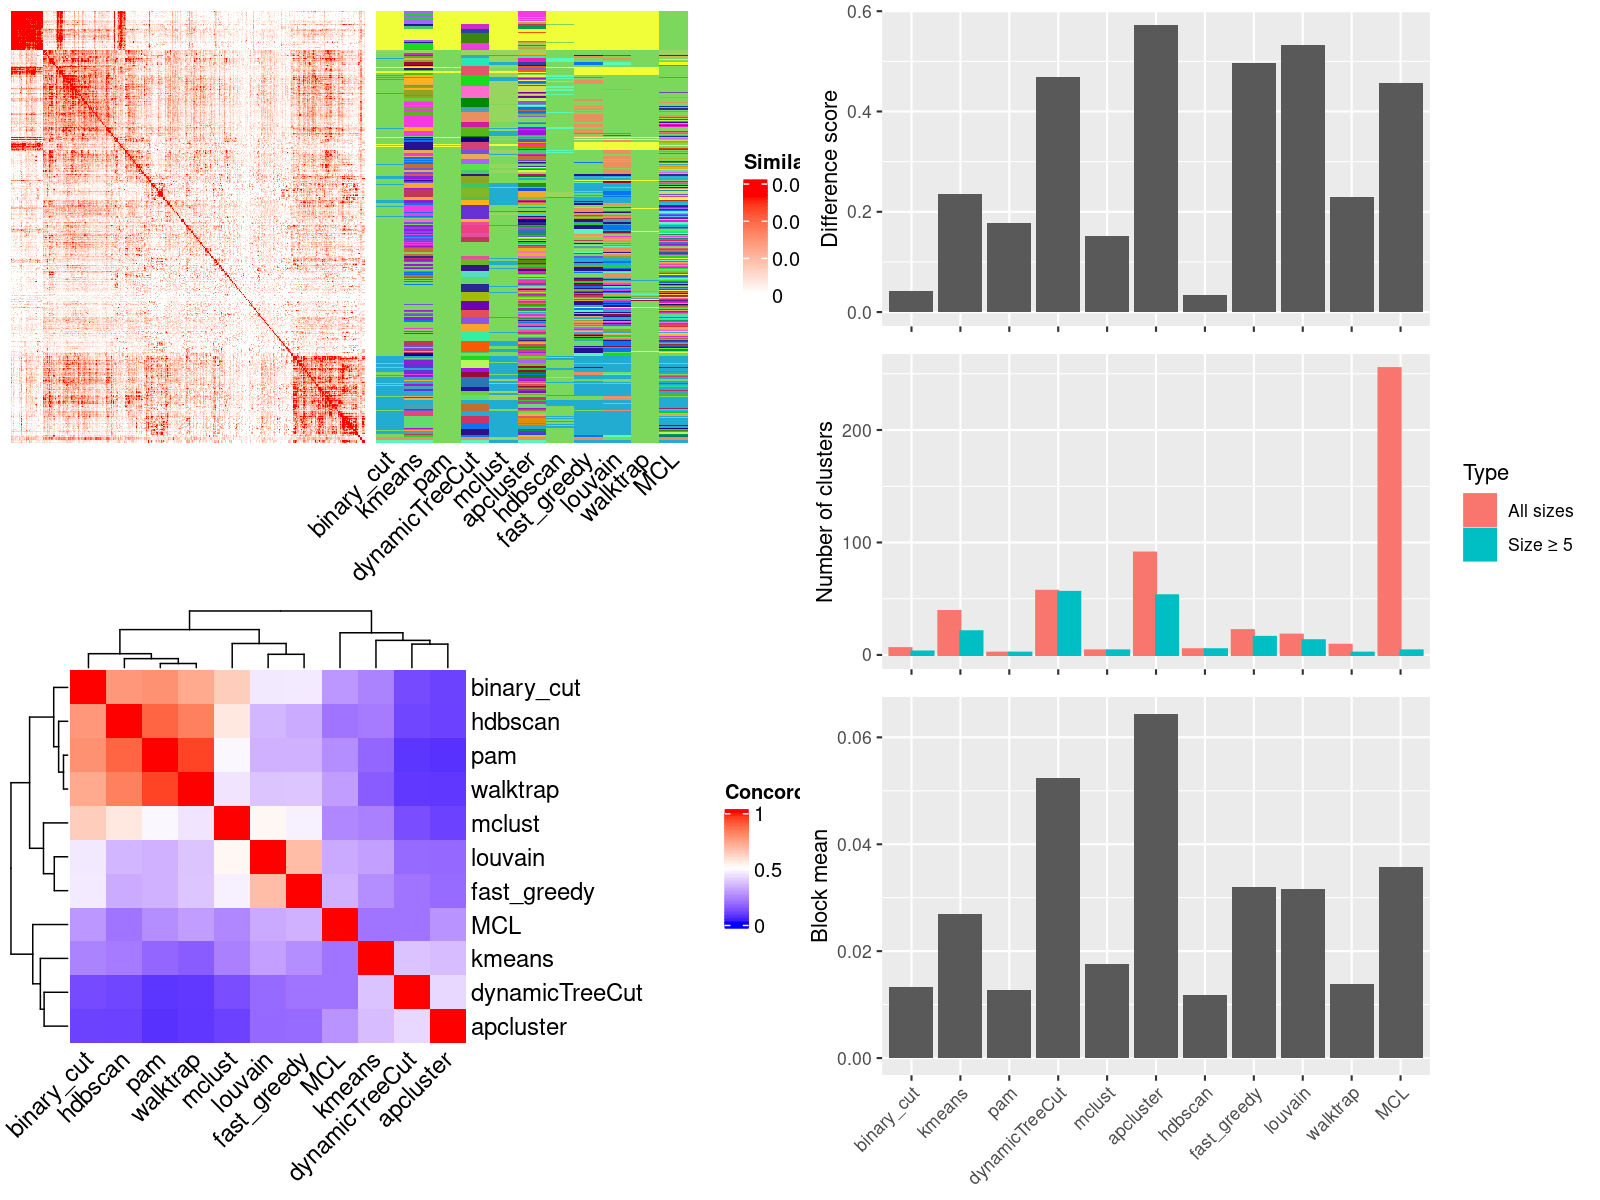 Simila
0.0
0.0
0.0
0
binary_cut
kmeans
pam
dynamicTreeCut
mclust
apcluster
hdbscan
fast_greedy
louvain
walktrap
MCL
binary_cut
hdbscan
pam
walktrap
mclust
louvain
fast_greedy
MCL
kmeans
dynamicTreeCut
apcluster
binary_cut
hdbscan
pam
walktrap
mclust
louvain
fast_greedy
MCL
kmeans
dynamicTreeCut
apcluster
Concord
1
0.5
0
Difference score
0.6
0.4
0.2
0.0
Number of clusters
200
100
0
Type
All sizes
Size ≥ 5
Block mean
0.06
0.04
0.02
0.00
binary_cut
kmeans
pam
dynamicTreeCut
mclust
apcluster
hdbscan
fast_greedy
louvain
walktrap
MCL